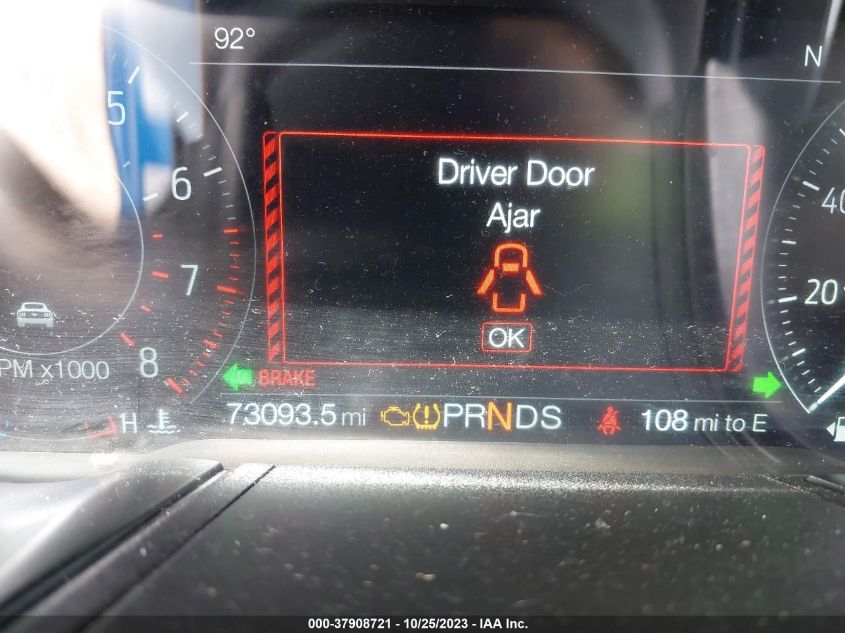 92°
N
5
6
7
8
PM x1000
H
Driver Door
Ajar
OK
BRAKE
73093.5 mi
PRNDS
108 mi to E
40
20
000-37908721 - 10/25/2023 - IAA Inc.